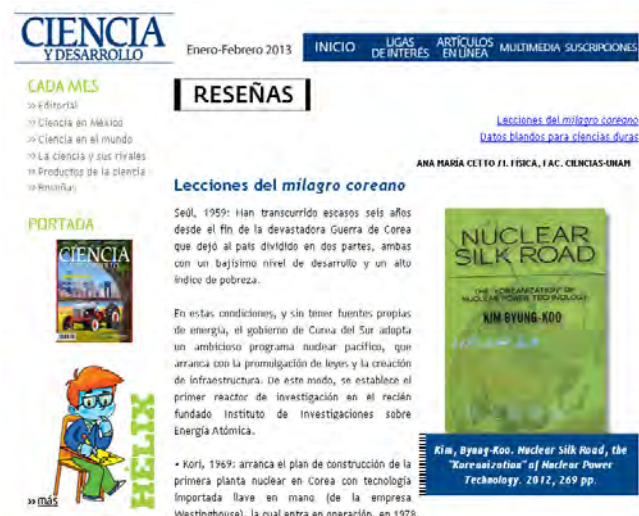 CIENCIA
Y DESARROLLO
Enero-Febrero 2013
INICIO
LIGAS
DE INTERÉS
ARTÍCULOS
EN LÍNEA
MULTIMEDIA
SUSCRIPCIONES
CADA MES
» Editorial
» Ciencia en México
» Ciencia en el mundo
» La ciencia y sus rivales
» Productos de la ciencia
» Reseñas
PORTADA
CIENCIA
HÉLIX
» más
RESEÑAS
Lecciones del milagro coreano
Datos blandos para ciencias duras
ANA MARÍA CETTO /I. FÍSICA, FAC. CIENCIAS-UNAM
Lecciones del milagro coreano
Seúl, 1959: Han transcurrido escasos seis años
desde el fin de la devastadora Guerra de Corea
que dejó al país dividido en dos partes, ambas
con un bajísimo nivel de desarrollo y un alto
índice de pobreza.
En estas condiciones, y sin tener fuentes propias
de energía, el gobierno de Corea del Sur adopta
un ambicioso programa nuclear pacífico, que
arranca con la promulgación de leyes y la creación
de infraestructura. De este modo, se establece el
primer reactor de investigación en el recién
fundado Instituto de Investigaciones sobre
Energía Atómica.
• Kori, 1969: arranca el plan de construcción de la
primera planta nuclear en Corea con tecnología
importada llave en mano (de la empresa
Westinghouse), la cual entra en operación, en 1978
NUCLEAR
SILK ROAD
THE "KOREANIZATION" OF
NUCLEAR POWER TECHNOLOGY
KIM BYUNG-KOO
Kim, Byung-Koo. Nuclear Silk Road, the
"Koreanization" of Nuclear Power
Technology. 2012, 269 pp.